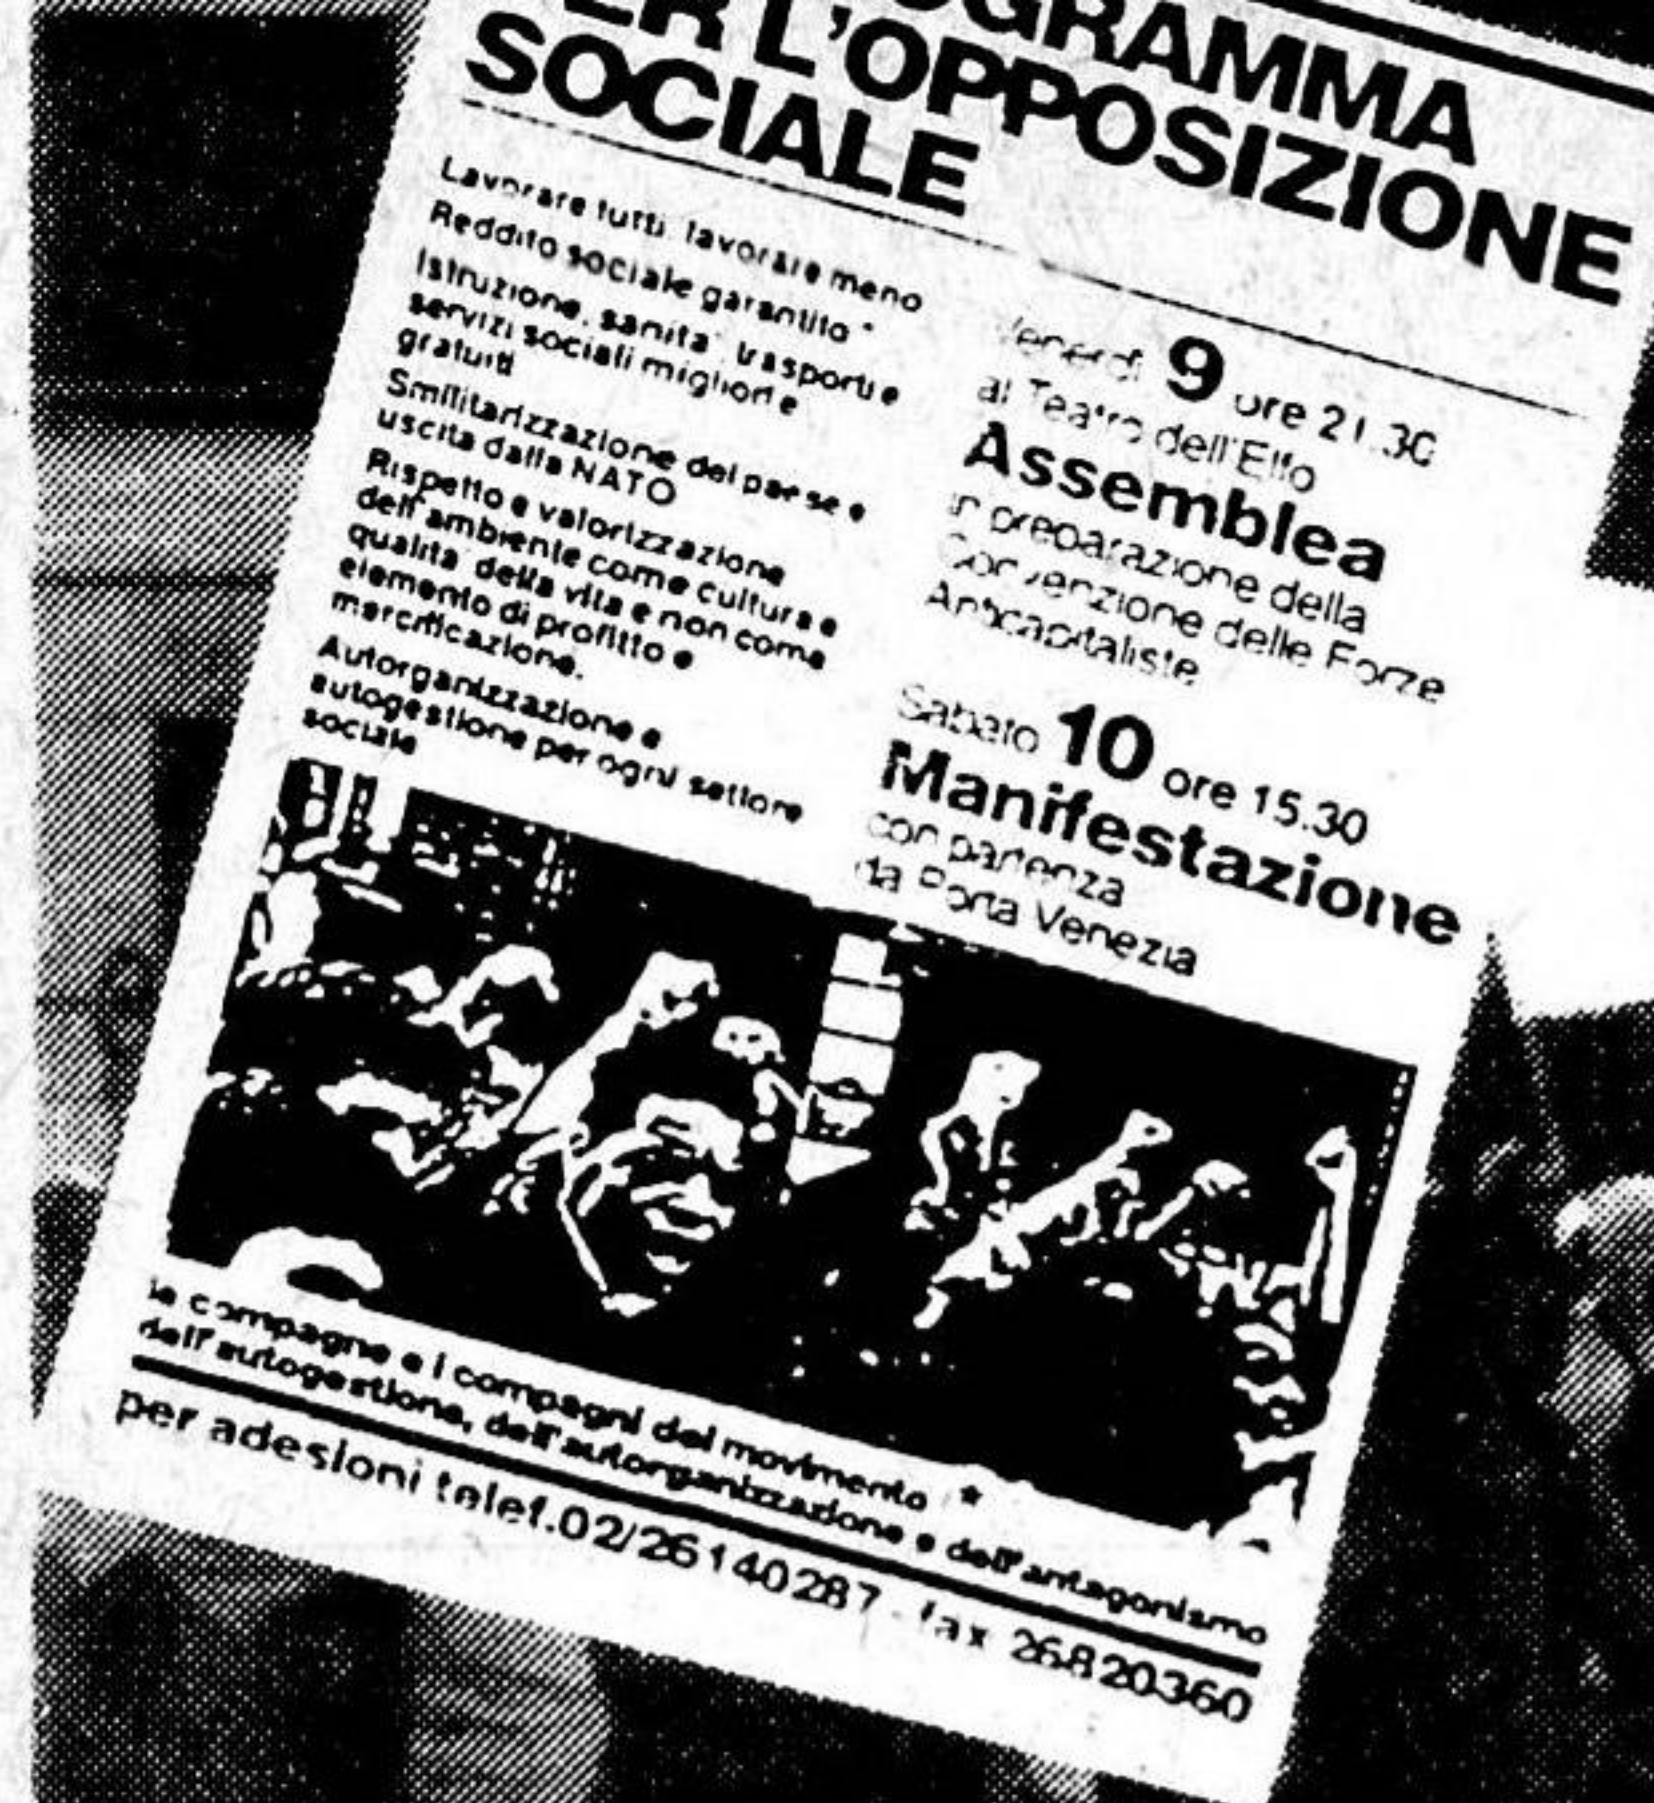 OGRAMMA
ER L'OPPOSIZIONE
SOCIALE
Lavorare tutti, lavorare meno
Reddito sociale garantito
Istruzione, sanita', trasporti e
servizi sociali migliori e
gratuiti
Smilitarizzazione del paese e
uscita dalla NATO
Rispetto e valorizzazione
dell'ambiente come cultura e
qualita' della vita e non come
elemento di profitto e
mercificazione.
Autorganizzazione e
autogestione per ogni settore
sociale
Venerdì 9 ore 21.30
al Teatro dell'Elfo
Assemblea
in preparazione della
Convenzione delle Forze
Anticapitaliste
Sabato 10 ore 15.30
Manifestazione
con partenza
da Porta Venezia
le compagne e i compagni del movimento *
dell'autogestione, dell'autorganizzazione e dell'antagonismo
per adesioni telef.02/26140287 - fax 26820360